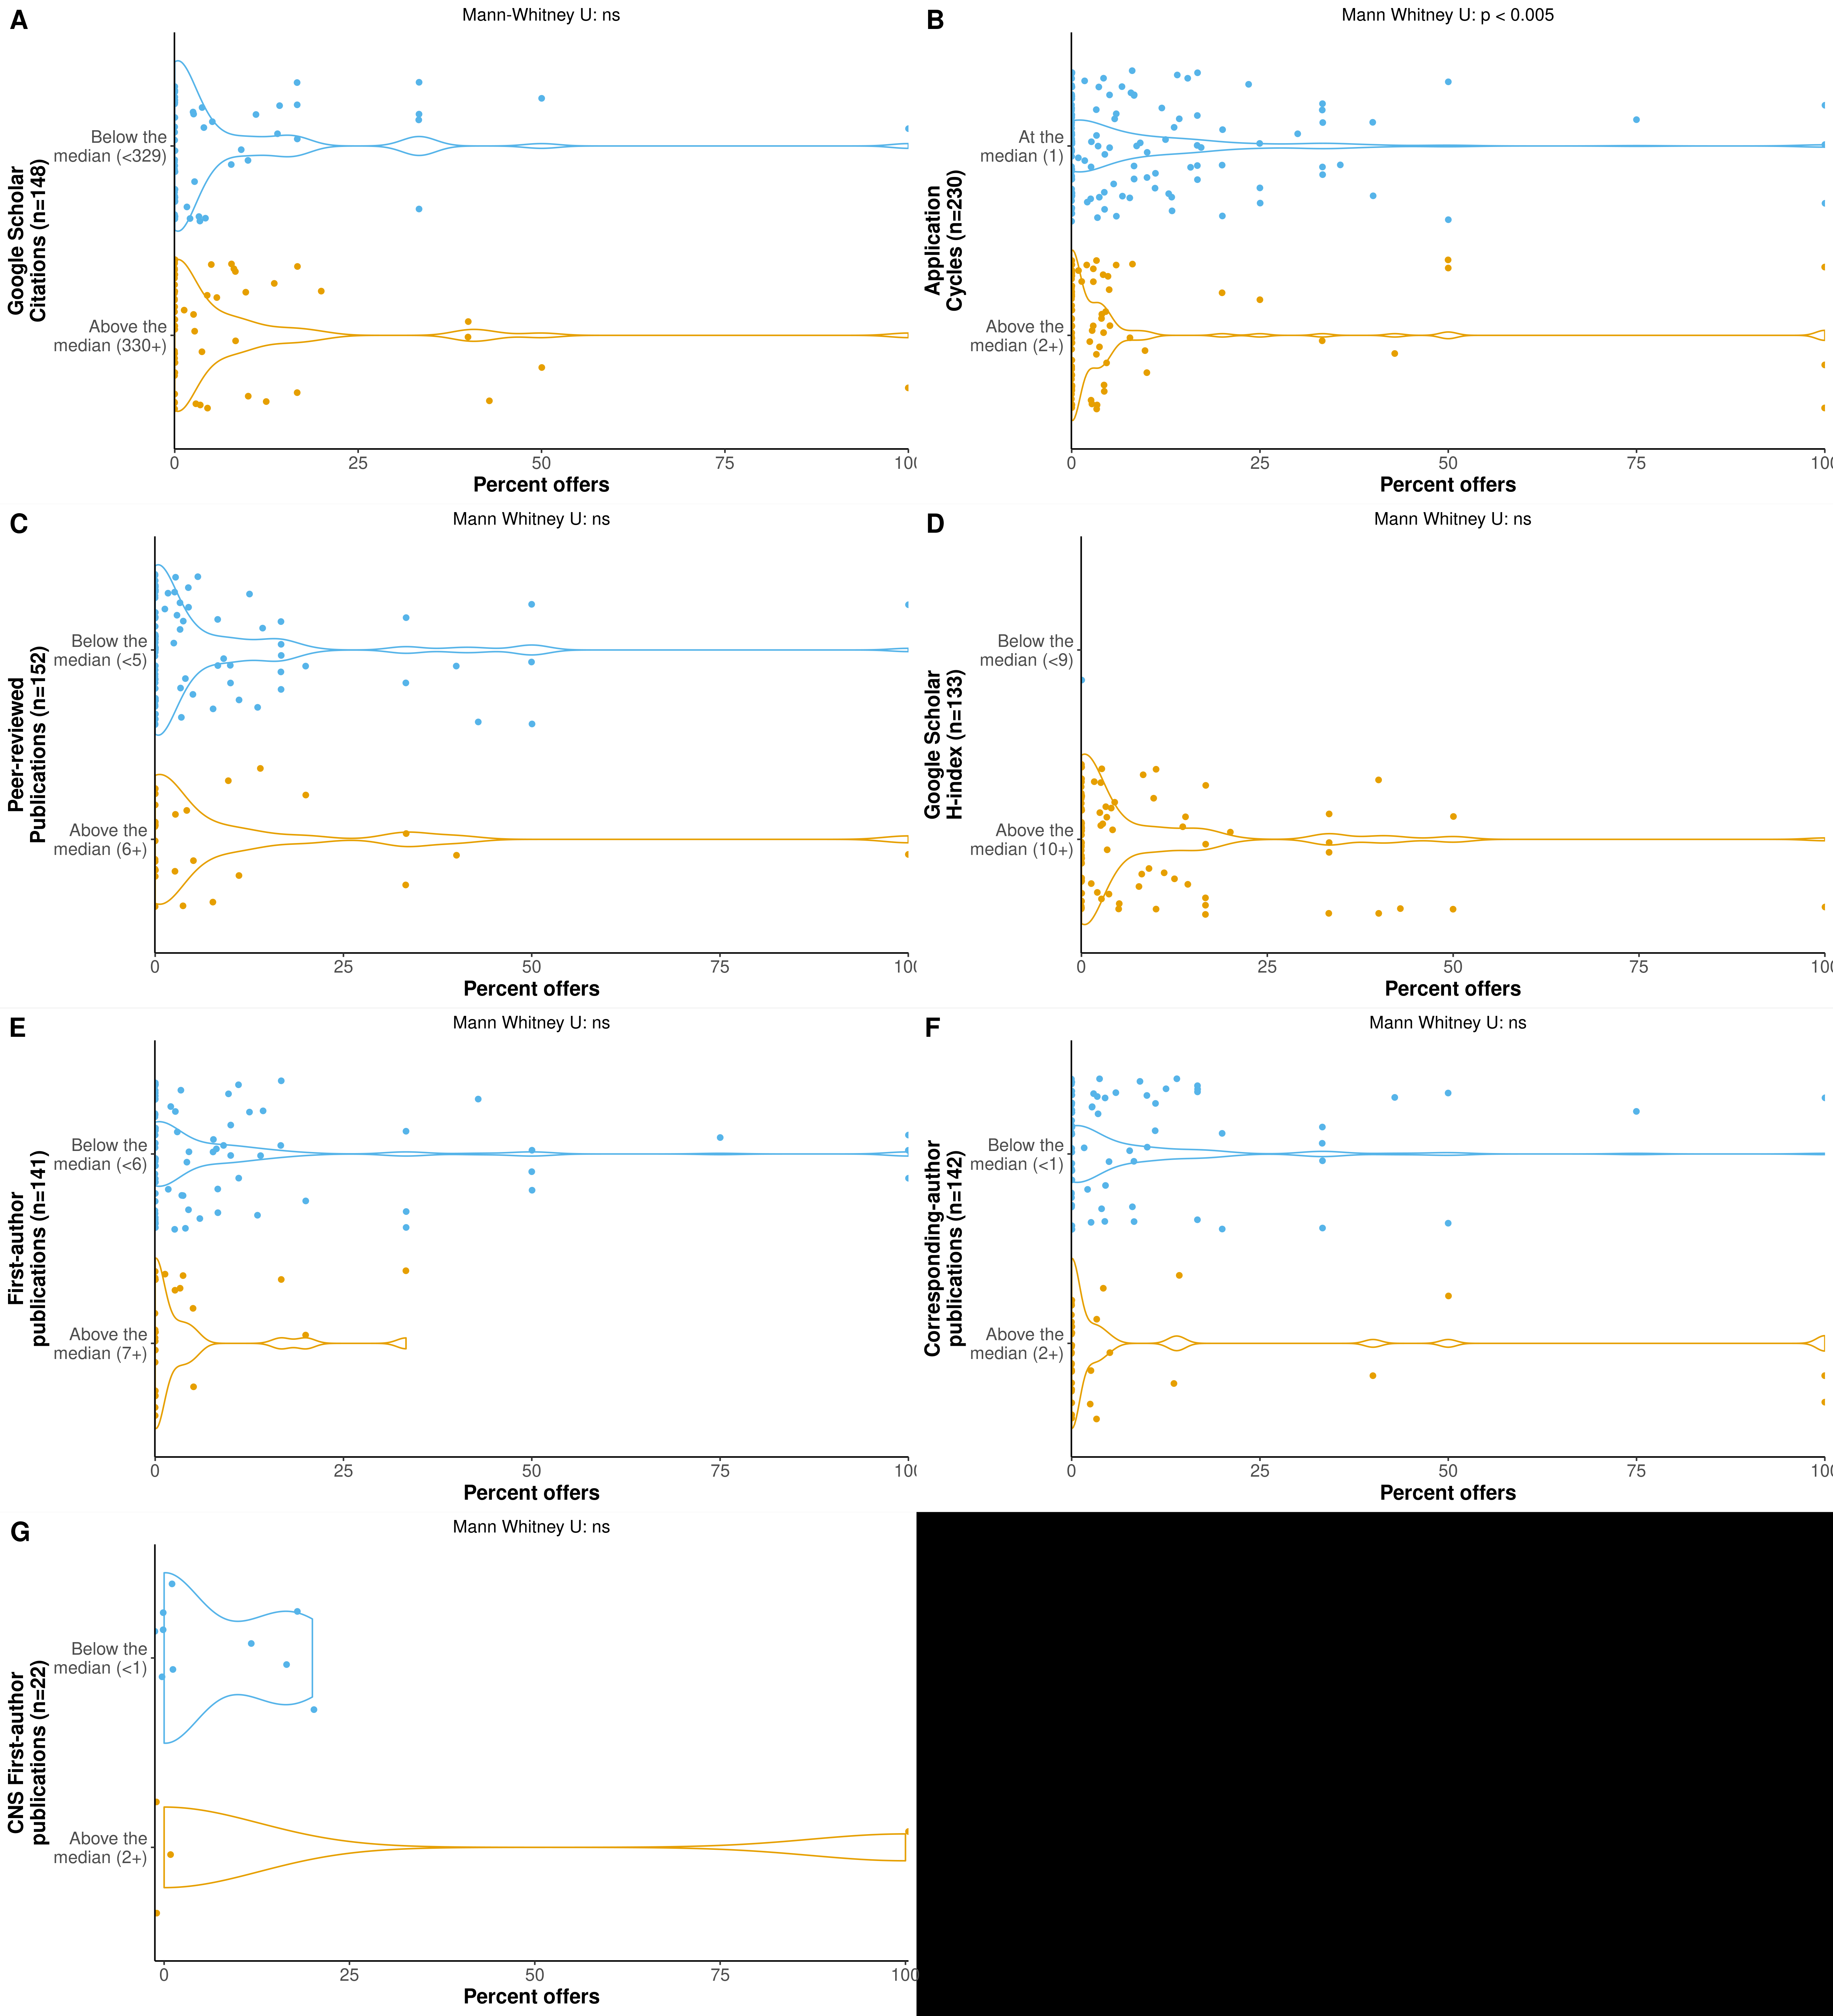 A
Mann-Whitney U: ns
Google Scholar
Citations (n=148)
Below the
median (<329)
Above the
median (330+)
0 25 50 75 100
Percent offers
B
Mann Whitney U: p < 0.005
Application
Cycles (n=230)
At the
median (1)
Above the
median (2+)
0 25 50 75 100
Percent offers
C
Mann Whitney U: ns
Peer-reviewed
Publications (n=152)
Below the
median (<5)
Above the
median (6+)
0 25 50 75 100
Percent offers
D
Mann Whitney U: ns
Google Scholar
H-index (n=133)
Below the
median (<9)
Above the
median (10+)
0 25 50 75 100
Percent offers
E
Mann Whitney U: ns
First-author
publications (n=141)
Below the
median (<6)
Above the
median (7+)
0 25 50 75 100
Percent offers
F
Mann Whitney U: ns
Corresponding-author
publications (n=142)
Below the
median (<1)
Above the
median (2+)
0 25 50 75 100
Percent offers
G
Mann Whitney U: ns
CNS First-author
publications (n=22)
Below the
median (<1)
Above the
median (2+)
0 25 50 75 100
Percent offers